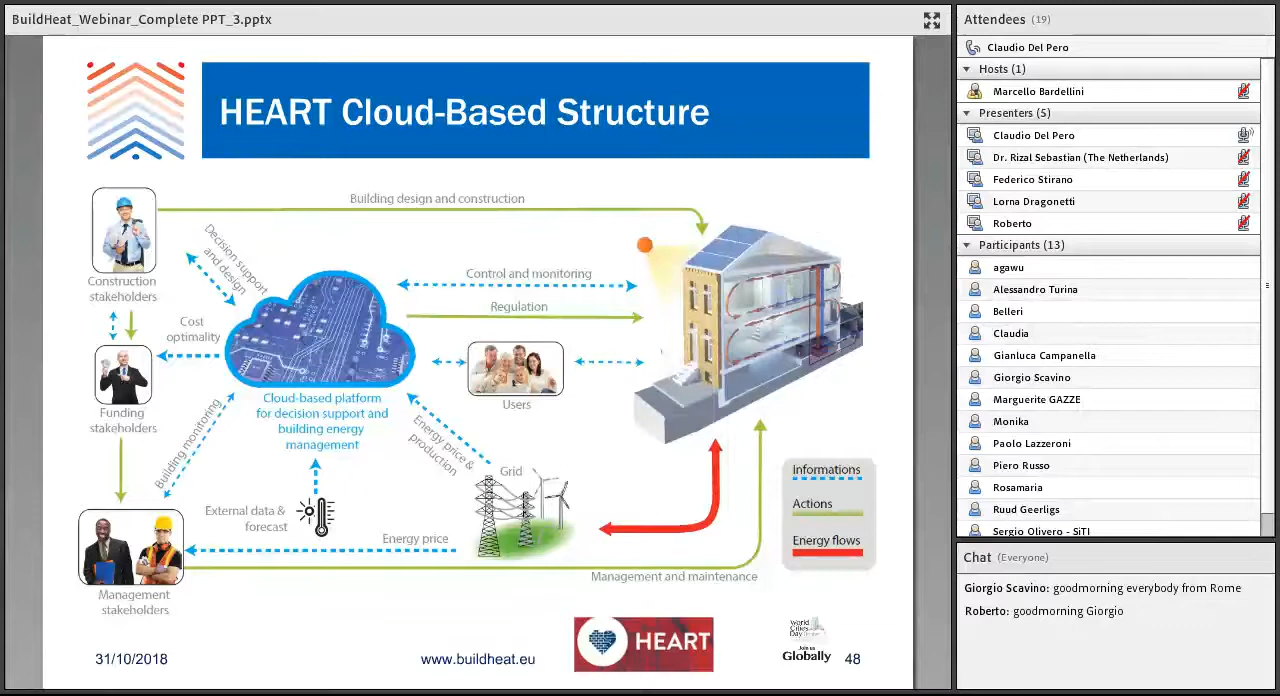 BuildHeat_Webinar_Complete PPT_3.pptx
HEART Cloud-Based Structure
Building design and construction
Decision support
and design
Construction
stakeholders
Control and monitoring
Regulation
Cost
optimality
Funding
stakeholders
Users
Cloud-based platform
for decision support and
building energy
management
Building monitoring
Energy price &
production
Grid
External data &
forecast
Energy price
Informations
Actions
Energy flows
Management and maintenance
Management
stakeholders
31/10/2018
www.buildheat.eu
HEART
World
Cities
Day
Join us
Globally
48
Attendees (19)
Claudio Del Pero
Hosts (1)
Marcello Bardellini
Presenters (5)
Claudio Del Pero
Dr. Rizal Sebastian (The Netherlands)
Federico Stirano
Lorna Dragonetti
Roberto
Participants (13)
agawu
Alessandro Turina
Belleri
Claudia
Gianluca Campanella
Giorgio Scavino
Marguerite GAZZE
Monika
Paolo Lazzeroni
Piero Russo
Rosamaria
Ruud Geerligs
Sergio Olivero - SiTI
Chat (Everyone)
Giorgio Scavino: goodmorning everybody from Rome
Roberto: goodmorning Giorgio